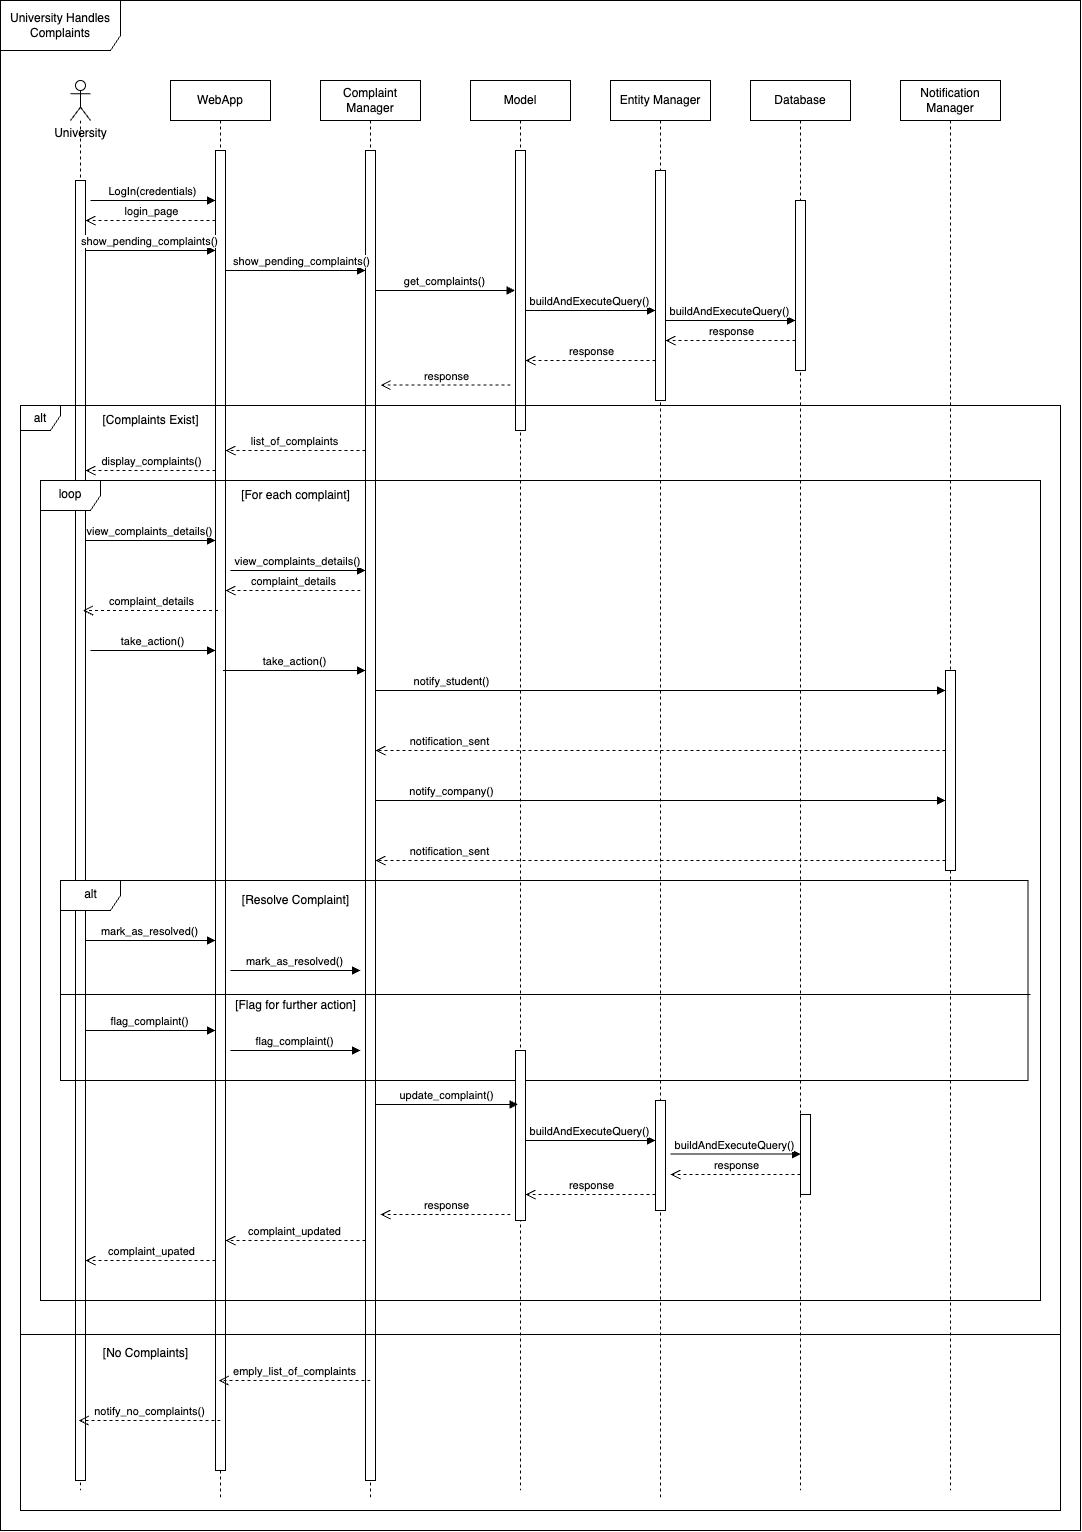 University Handles
Complaints
University
WebApp
Complaint
Manager
Model
Entity Manager
Database
Notification
Manager
LogIn(credentials)
login_page
show_pending_complaints()
show_pending_complaints()
get_complaints()
buildAndExecuteQuery()
buildAndExecuteQuery()
response
response
response
alt
[Complaints Exist]
list_of_complaints
display_complaints()
loop
[For each complaint]
view_complaints_details()
view_complaints_details()
complaint_details
complaint_details
take_action()
take_action()
notify_student()
notification_sent
notify_company()
notification_sent
alt
[Resolve Complaint]
mark_as_resolved()
mark_as_resolved()
[Flag for further action]
flag_complaint()
flag_complaint()
update_complaint()
buildAndExecuteQuery()
buildAndExecuteQuery()
response
response
response
complaint_updated
complaint_upated
[No Complaints]
emply_list_of_complaints
notify_no_complaints()